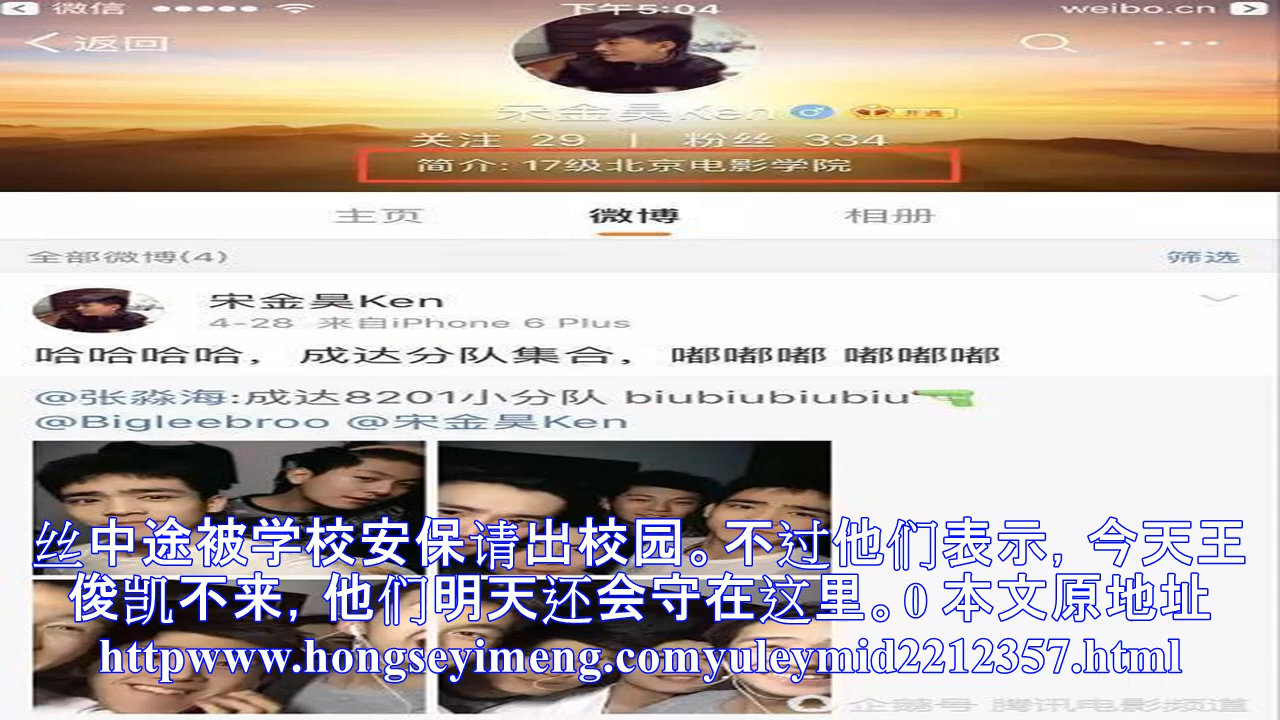 微信 下午5:04 weibo.cn
返回
宋金昊Ken 开通
关注 29 | 粉丝 334
简介: 17级北京电影学院
主页 微博 相册
全部微博(4) 筛选
宋金昊Ken
4-28 来自iPhone 6 Plus
哈哈哈哈，成达分队集合，嘟嘟嘟 嘟嘟嘟
@张淼海:成达8201小分队 biubiubiubiu
@Bigleebroo @宋金昊Ken
丝中途被学校安保请出校园。不过他们表示, 今天王
俊凯不来, 他们明天还会守在这里。0 本文原地址
httpwww.hongseyimeng.comyuleymid2212357.html
企鹅号 腾讯电影频道